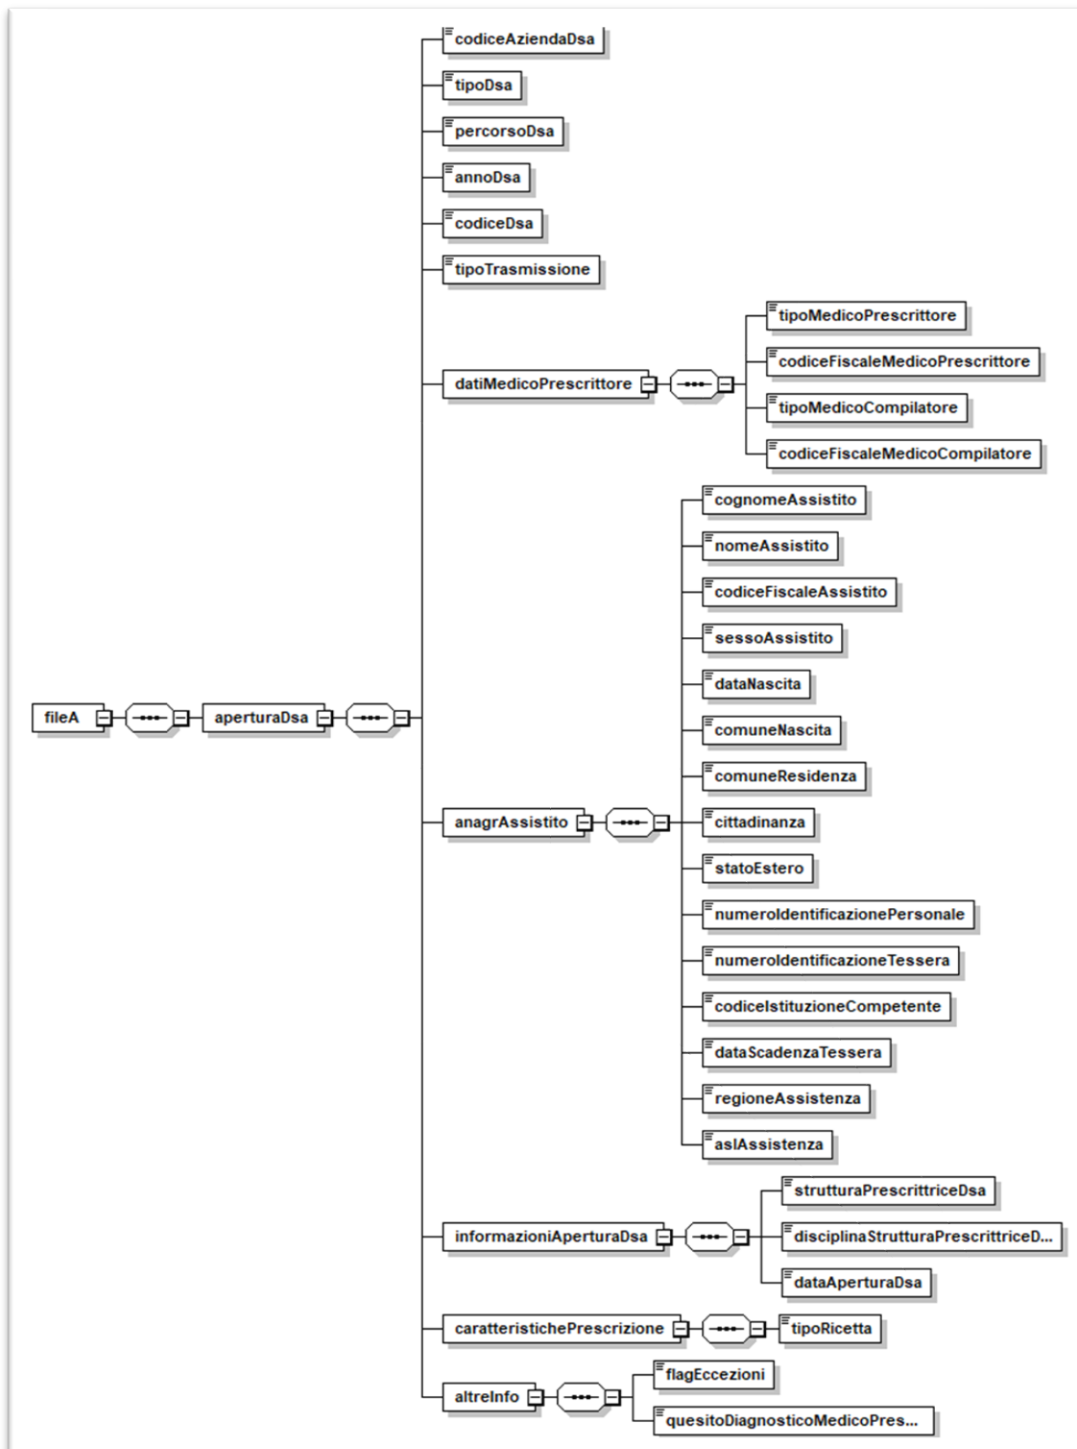 codiceAziendaDsa
tipoDsa
percorsoDsa
annoDsa
codiceDsa
tipoTrasmissione
tipoMedicoPrescrittore
codiceFiscaleMedicoPrescrittore
datiMedicoPrescrittore
tipoMedicoCompilatore
codiceFiscaleMedicoCompilatore
cognomeAssistito
nomeAssistito
codiceFiscaleAssistito
sessoAssistito
dataNascita
fileA
aperturaDsa
comuneNascita
comuneResidenza
anagrAssistito
cittadinanza
statoEstero
numeroIdentificazionePersonale
numeroIdentificazioneTessera
codiceIstituzioneCompetente
dataScadenzaTessera
regioneAssistenza
aslAssistenza
strutturaPrescrittriceDsa
informazioniAperturaDsa
disciplinaStrutturaPrescrittriceD...
dataAperturaDsa
caratteristichePrescrizione
tipoRicetta
flagEccezioni
altreInfo
quesitoDiagnosticoMedicoPres...